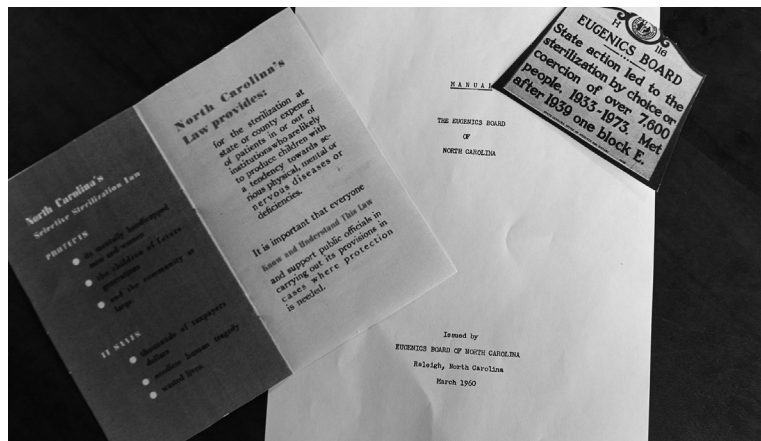 North Carolina's
Selective Sterilization Law
PROTECTS
its mentally handicapped
men and women
the children of future
generations
and the community at
large.
IT SAVES
thousands of taxpayers
dollars
needless human tragedy
wasted lives.
North Carolina's
Law provides:
for the sterilization at
state or county expense
of patients in or out of
institutions who are likely
to produce children with
a tendency towards se-
rious physical, mental or
nervous diseases or
deficiencies.
It is important that everyone
Know and Understand This Law
and support public officials in
carrying out its provisions in
cases where protection
is needed.
MANUAL
THE EUGENICS BOARD
OF
NORTH CAROLINA
Issued by
EUGENICS BOARD OF NORTH CAROLINA
Raleigh, North Carolina
March 1960
H 116
EUGENICS BOARD
State action led to the
sterilization by choice or
coercion of over 7,600
people, 1933-1973. Met
after 1939 one block E.